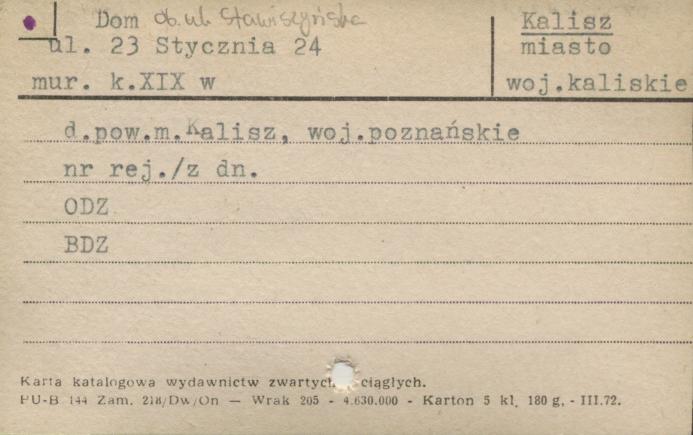 Dom ob. ul. Stawiszyńska
ul. 23 Stycznia 24
mur. k.XIX w
Kalisz
miasto
woj.kaliskie
d.pow.m.Kalisz, woj.poznańskie
nr rej./z dn.
ODZ
BDZ
Karta katalogowa wydawnictw zwartych ciągłych.
PU-B 144 Zam. 218/Dw/On — Wrak 205 - 4.630.000 - Karton 5 kl. 180 g. - III.72.